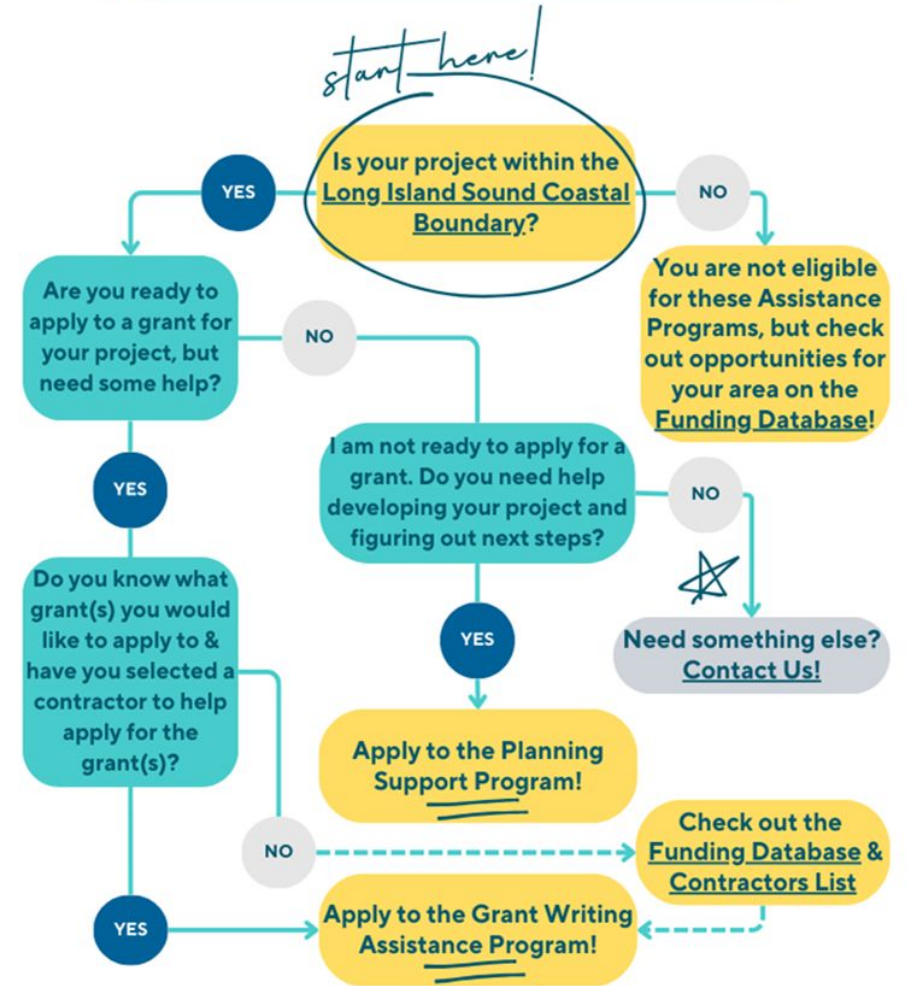 start here!
Is your project within the
Long Island Sound Coastal
Boundary?
YES
NO
You are not eligible
for these Assistance
Programs, but check
out opportunities for
your area on the
Funding Database!
Are you ready to
apply to a grant for
your project, but
need some help?
NO
I am not ready to apply for a
grant. Do you need help
developing your project and
figuring out next steps?
NO
YES
Do you know what
grant(s) you would
like to apply to &
have you selected a
contractor to help
apply for the
grant(s)?
YES
Need something else?
Contact Us!
Apply to the Planning
Support Program!
NO
Check out the
Funding Database &
Contractors List
YES
Apply to the Grant Writing
Assistance Program!